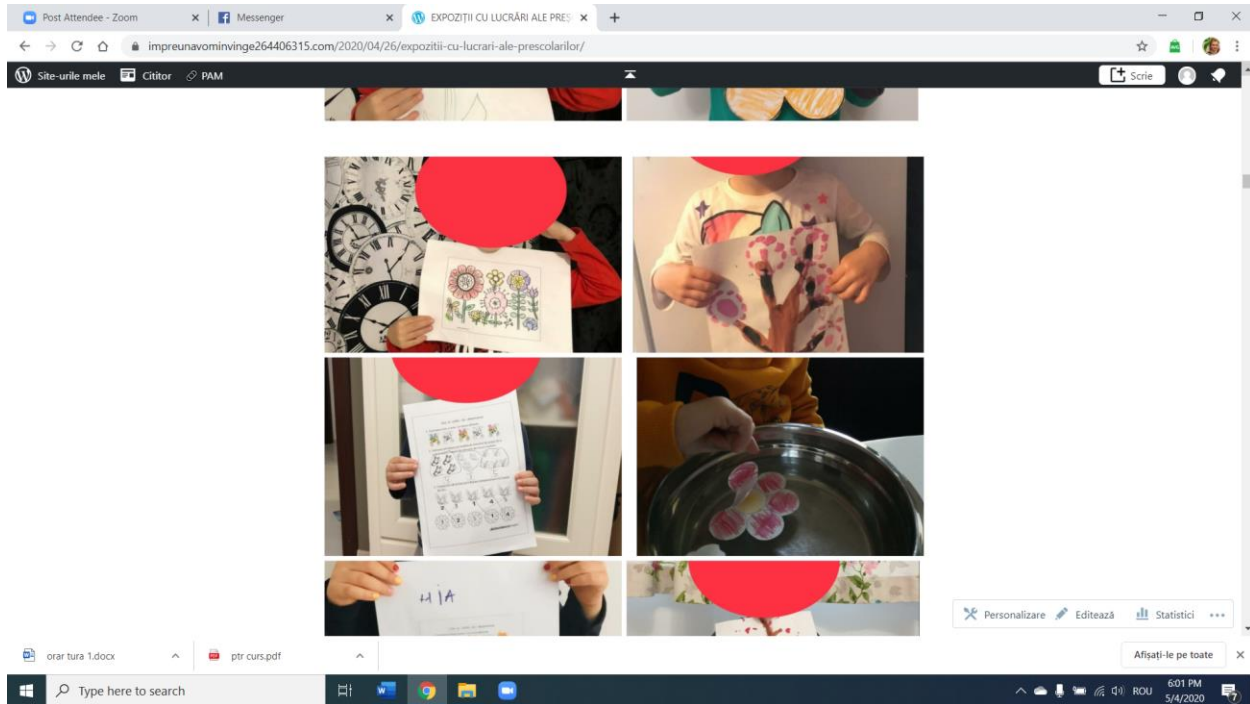 Post Attendee - Zoom
Messenger
EXPOZIȚII CU LUCRĂRI ALE PREȘ
impreunavominvinge264406315.com/2020/04/26/expozitii-cu-lucrari-ale-prescolarilor/
Site-urile mele
Cititor
PAM
Scrie
HIA
Personalizare
Editează
Statistici
orar tura 1.docx
ptr curs.pdf
Afișați-le pe toate
Type here to search
ROU
6:01 PM
5/4/2020
7